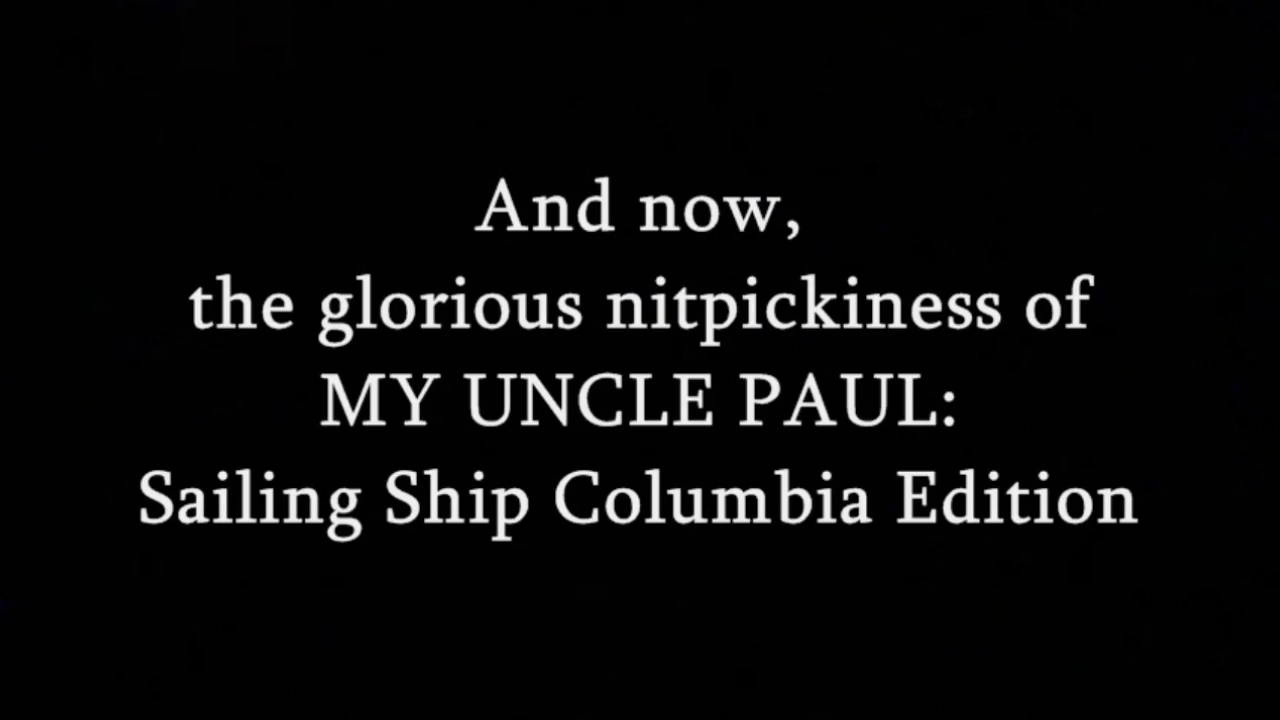 And now,
the glorious nitpickiness of
MY UNCLE PAUL:
Sailing Ship Columbia Edition